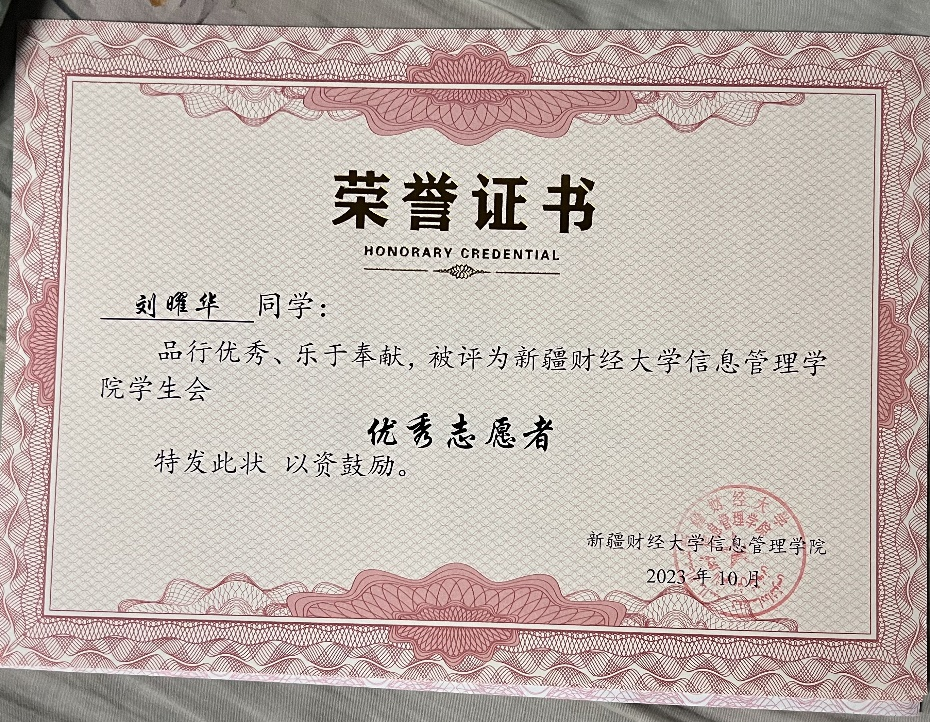 荣誉证书
HONORARY CREDENTIAL
刘曜华 同学：
品行优秀、乐于奉献，被评为新疆财经大学信息管理学
院学生会
优秀志愿者
特发此状 以资鼓励。
新疆财经大学信息管理学院
2023 年 10 月